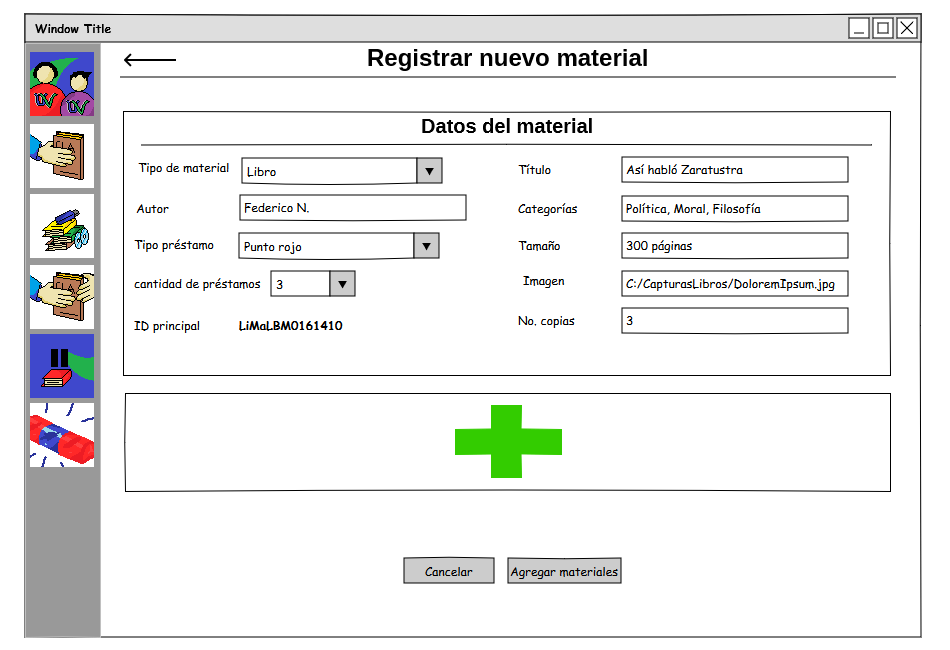 Window Title
Registrar nuevo material
Datos del material
Tipo de material
Libro
Título
Así habló Zaratustra
Autor
Federico N.
Categorías
Política, Moral, Filosofía
Tipo préstamo
Punto rojo
Tamaño
300 páginas
cantidad de préstamos
3
Imagen
C:/CapturasLibros/DoloremIpsum.jpg
ID principal
LiMaLBM0161410
No. copias
3
Cancelar
Agregar materiales